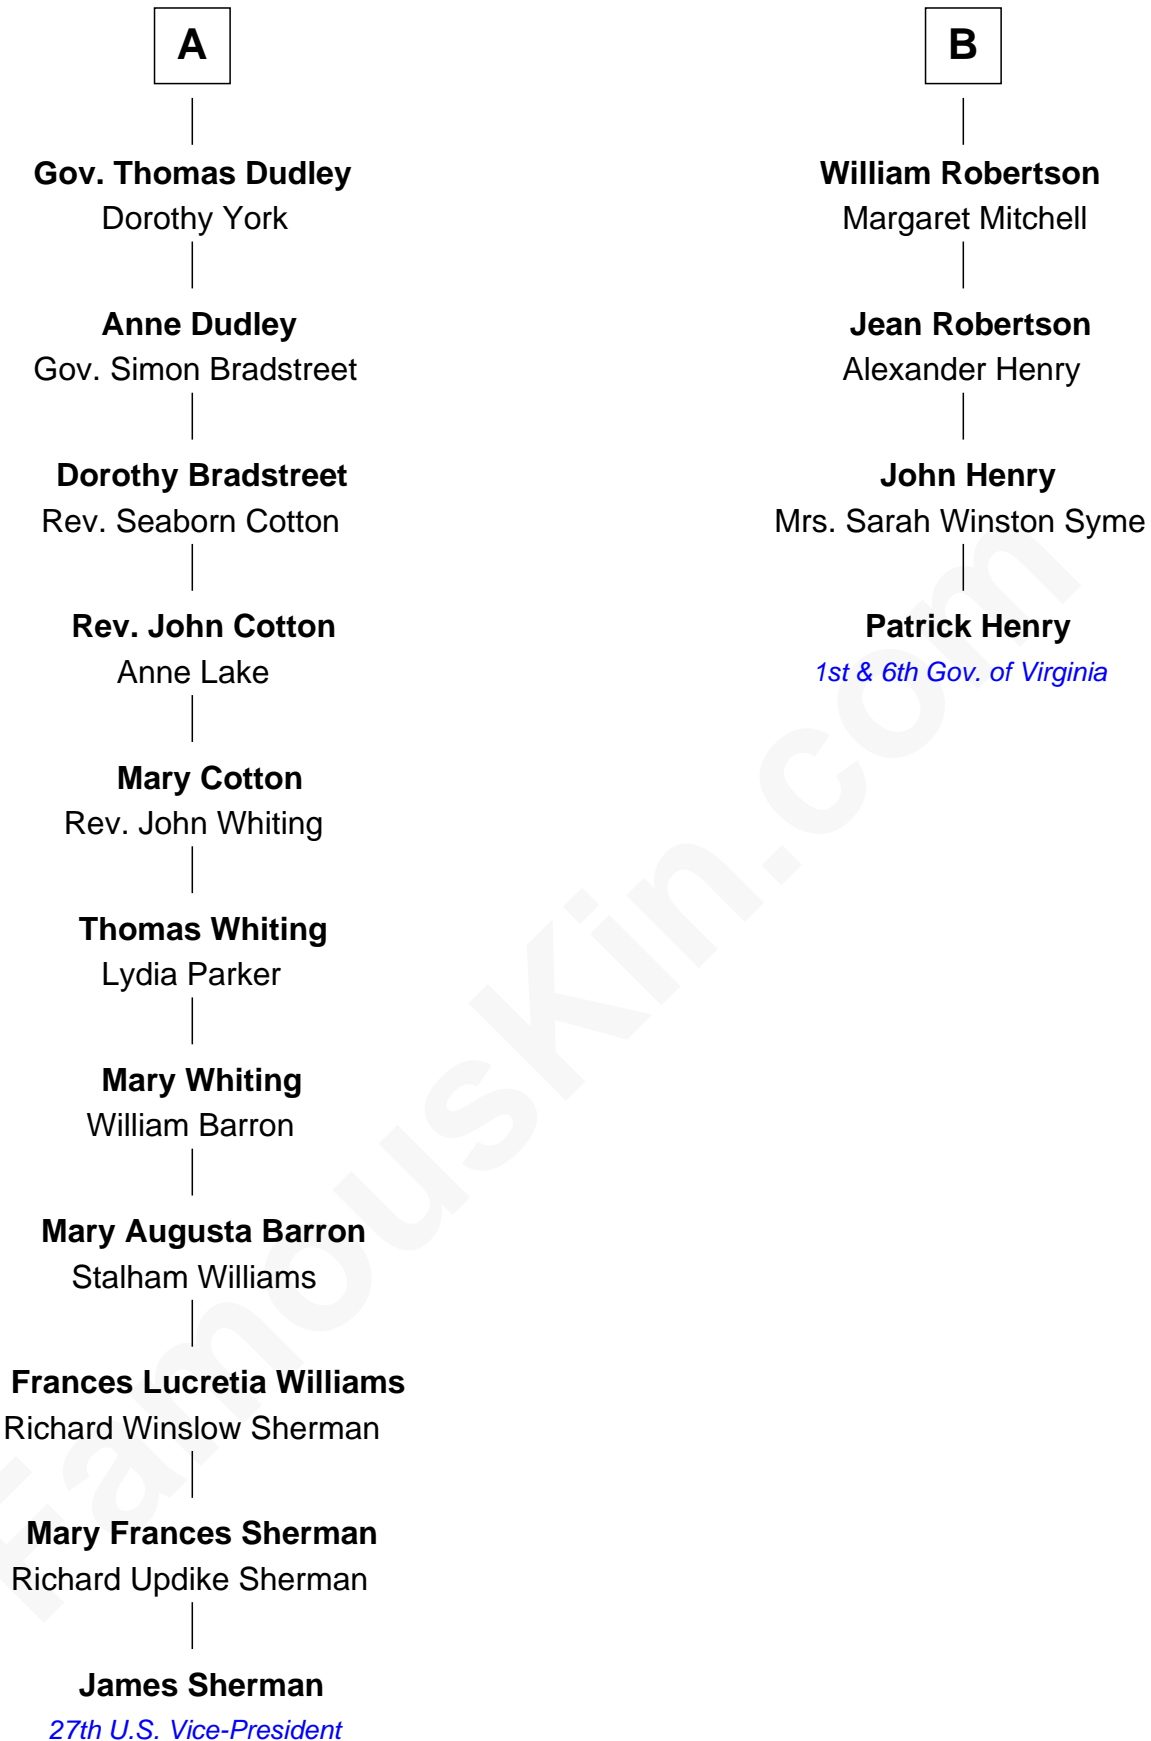 A
Gov. Thomas Dudley
Dorothy York
Anne Dudley
Gov. Simon Bradstreet
Dorothy Bradstreet
Rev. Seaborn Cotton
Rev. John Cotton
Anne Lake
Mary Cotton
Rev. John Whiting
Thomas Whiting
Lydia Parker
Mary Whiting
William Barron
Mary Augusta Barron
Stalham Williams
Frances Lucretia Williams
Richard Winslow Sherman
Mary Frances Sherman
Richard Updike Sherman
James Sherman
27th U.S. Vice-President
B
William Robertson
Margaret Mitchell
Jean Robertson
Alexander Henry
John Henry
Mrs. Sarah Winston Syme
Patrick Henry
1st & 6th Gov. of Virginia
FamousKin.com